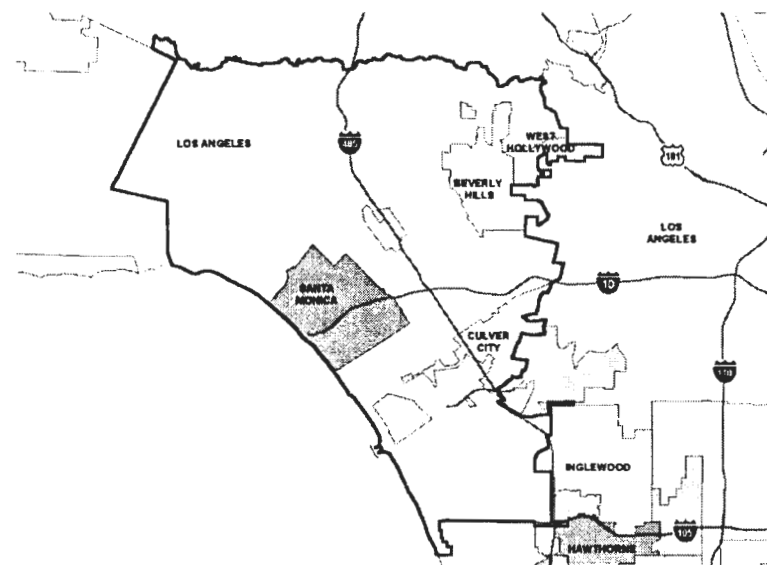 LOS ANGELES
405
WEST
HOLLYWOOD
101
BEVERLY
HILLS
LOS
ANGELES
SANTA
MONICA
10
CULVER
CITY
110
INGLEWOOD
105
HAWTHORNE